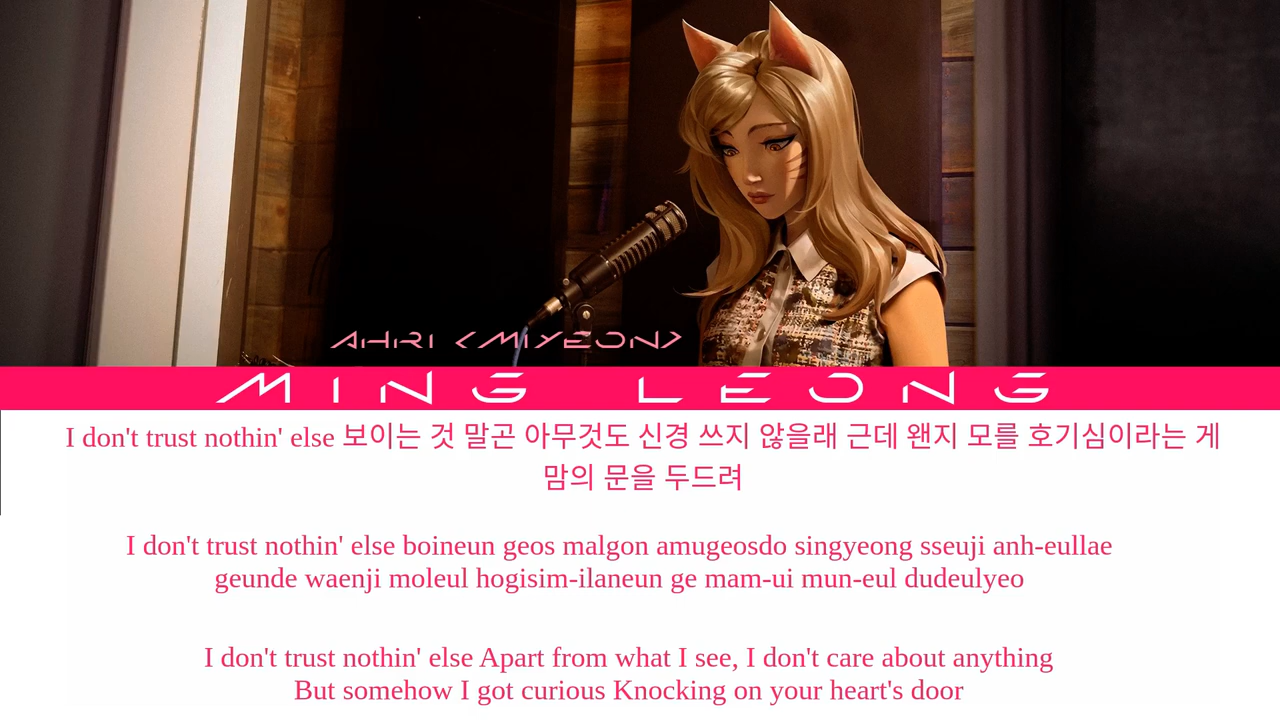 AHRI <MIYEON>
MING LEONG
I don't trust nothin' else 보이는 것 말곤 아무것도 신경 쓰지 않을래 근데 왠지 모를 호기심이라는 게
맘의 문을 두드려
I don't trust nothin' else boineun geos malgon amugeosdo singyeong sseuji anh-eullae
geunde waenji moleul hogisim-ilaneun ge mam-ui mun-eul dudeulyeo
I don't trust nothin' else Apart from what I see, I don't care about anything
But somehow I got curious Knocking on your heart's door